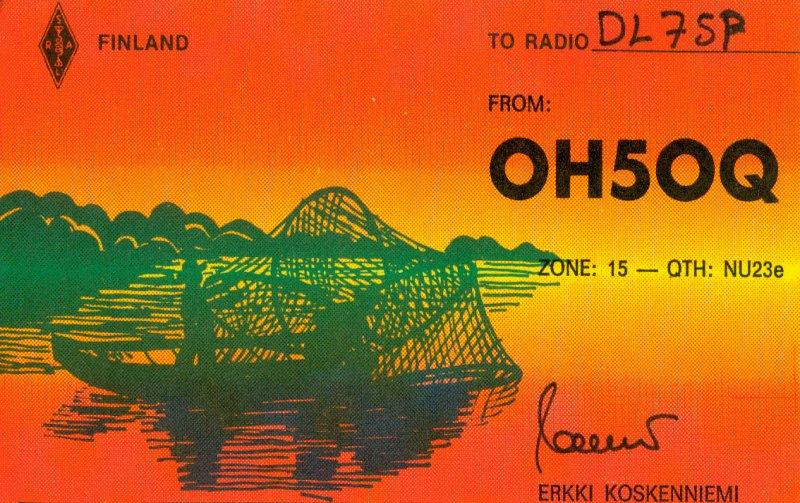 S
R A
L
FINLAND
TO RADIO DL7SP
FROM:
OH5OQ
ZONE: 15 — QTH: NU23e
ERKKI KOSKENNIEMI